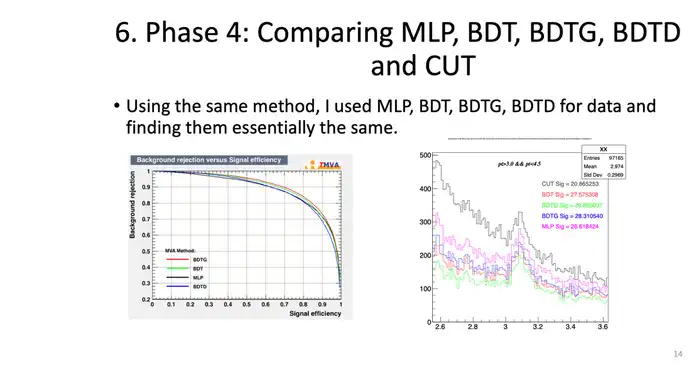 6. Phase 4: Comparing MLP, BDT, BDTG, BDTD
and CUT
• Using the same method, I used MLP, BDT, BDTG, BDTD for data and
finding them essentially the same.
Background rejection versus Signal efficiency
TMVA
Background rejection
1
0.9
0.8
0.7
0.6
0.5
0.4
0.3
0.2
MVA Method:
BDTG
BDT
MLP
BDTD
0 0.1 0.2 0.3 0.4 0.5 0.6 0.7 0.8 0.9 1
Signal efficiency
pt>3.0 && pt<4.5
XX
Entries 97165
Mean 2.974
Std Dev 0.2969
CUT Sig = 20.865253
BDT Sig = 27.575308
BDTD Sig =
BDTG Sig = 28.310540
MLP Sig = 26.618424
500
400
300
200
100
0
2.6 2.8 3 3.2 3.4 3.6
14